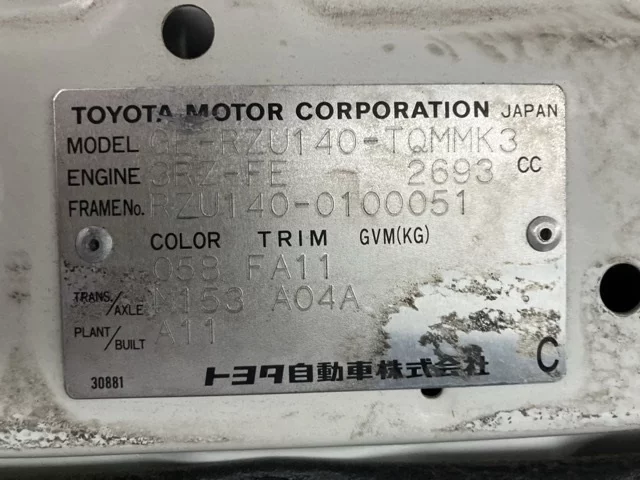 TOYOTA MOTOR CORPORATION JAPAN
MODEL GE-RZU140-TQMMK3
ENGINE 3RZ-FE 2693 CC
FRAME No. RZU140-0100051
COLOR TRIM GVM(KG)
058 FA11
TRANS./AXLE M153 A04A
PLANT/BUILT A11
30881 トヨタ自動車株式会社 C